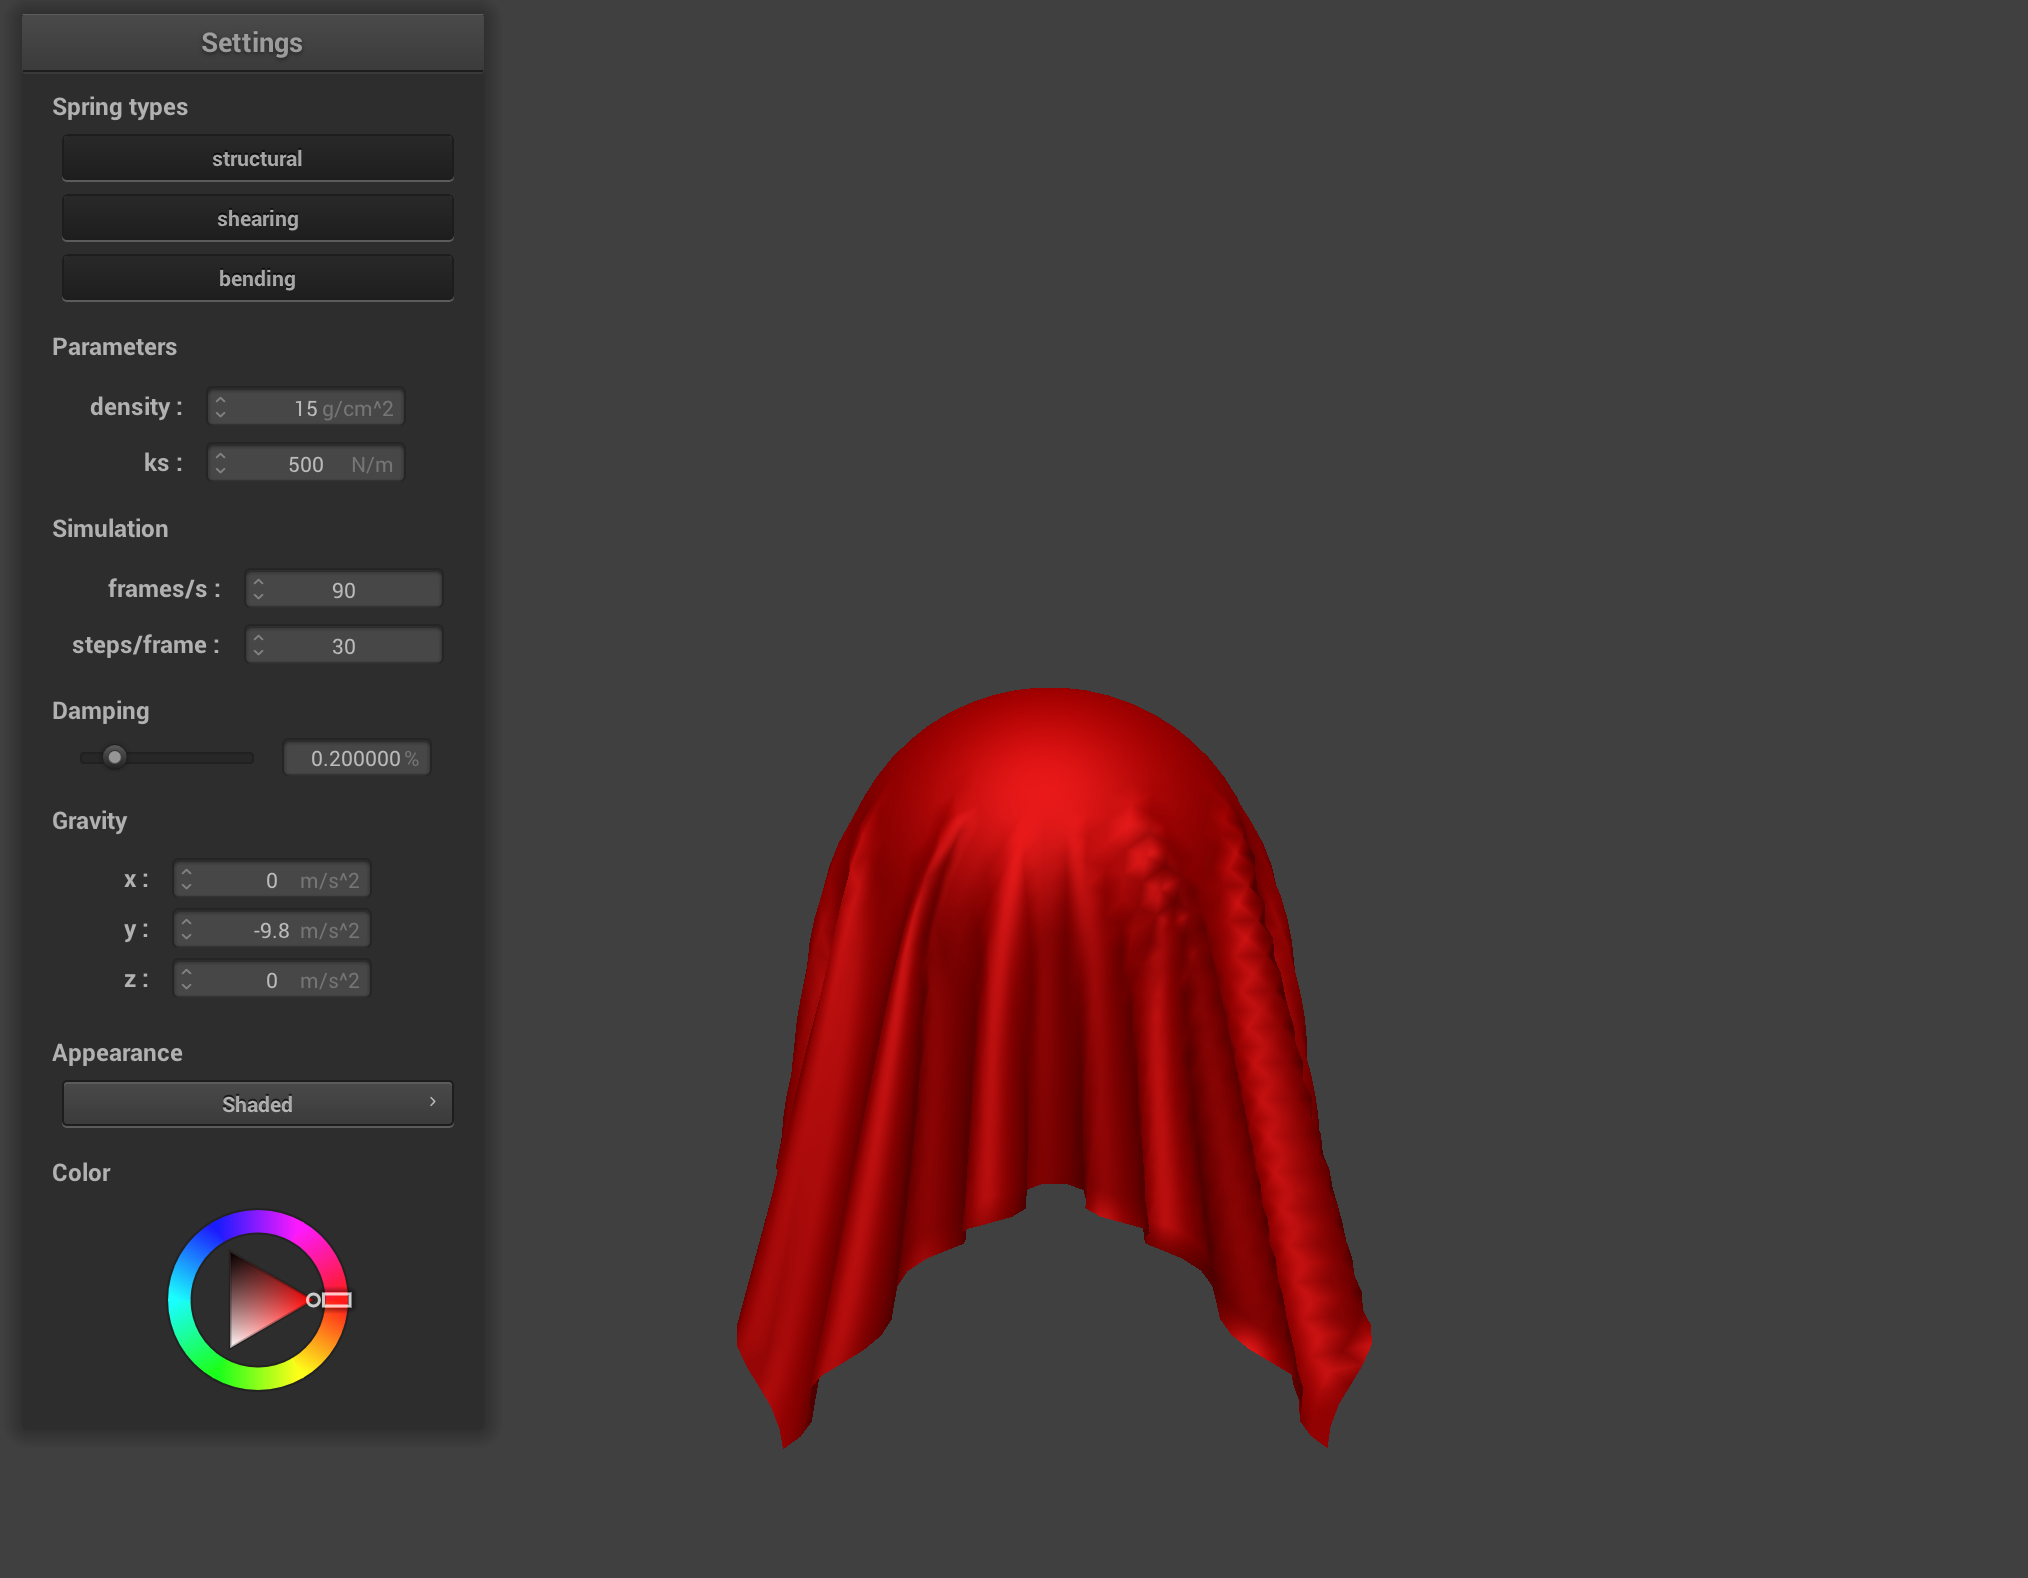 Settings
Spring types
structural
shearing
bending
Parameters
density : 15 g/cm^2
ks : 500 N/m
Simulation
frames/s : 90
steps/frame : 30
Damping
0.200000 %
Gravity
x : 0 m/s^2
y : -9.8 m/s^2
z : 0 m/s^2
Appearance
Shaded
Color